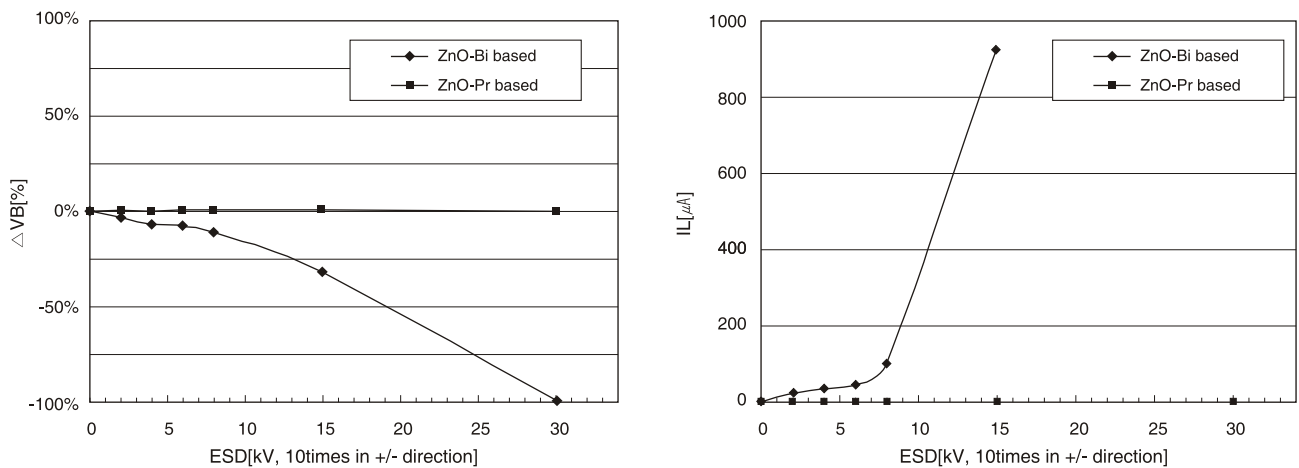 100%
50%
0%
-50%
-100%
△ VB[%]
ZnO-Bi based
ZnO-Pr based
0 5 10 15 20 25 30
ESD[kV, 10times in +/- direction]
1000
800
600
400
200
0
IL[㎂]
ZnO-Bi based
ZnO-Pr based
0 5 10 15 20 25 30
ESD[kV, 10times in +/- direction]